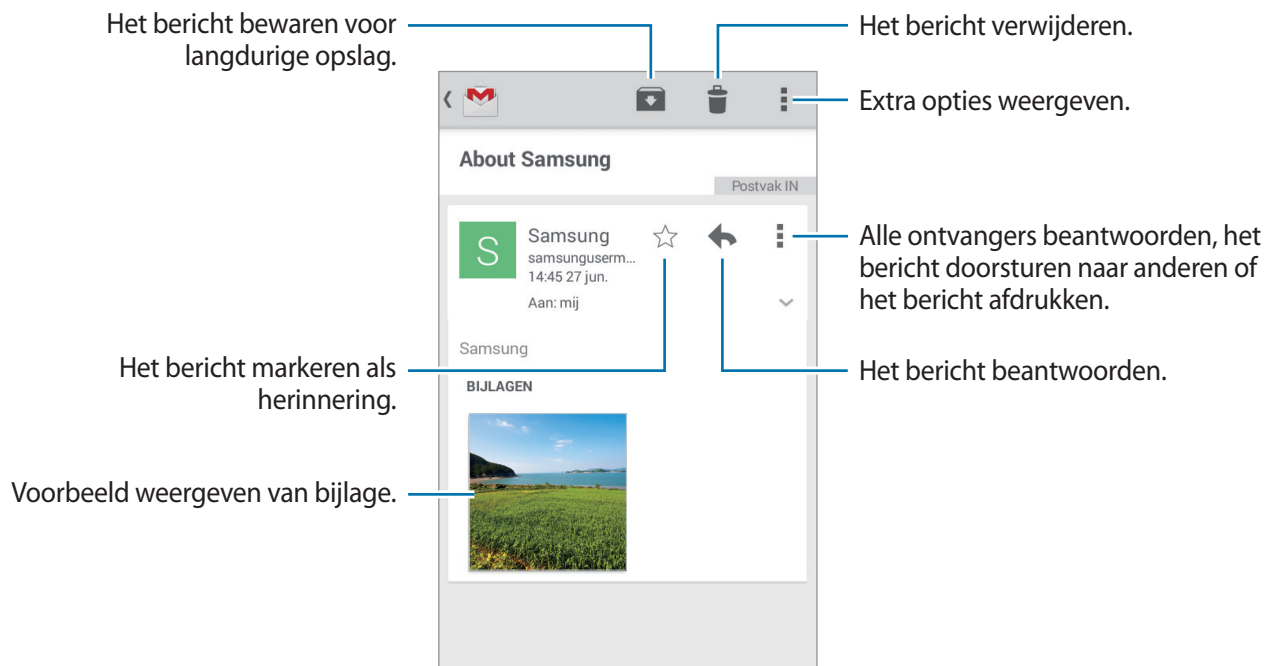 Het bericht bewaren voor
langdurige opslag.
Het bericht verwijderen.
Extra opties weergeven.
About Samsung
Postvak IN
S
Samsung
samsunguserm...
14:45 27 jun.
Aan: mij
Alle ontvangers beantwoorden, het
bericht doorsturen naar anderen of
het bericht afdrukken.
Samsung
Het bericht markeren als
herinnering.
Het bericht beantwoorden.
BIJLAGEN
Voorbeeld weergeven van bijlage.